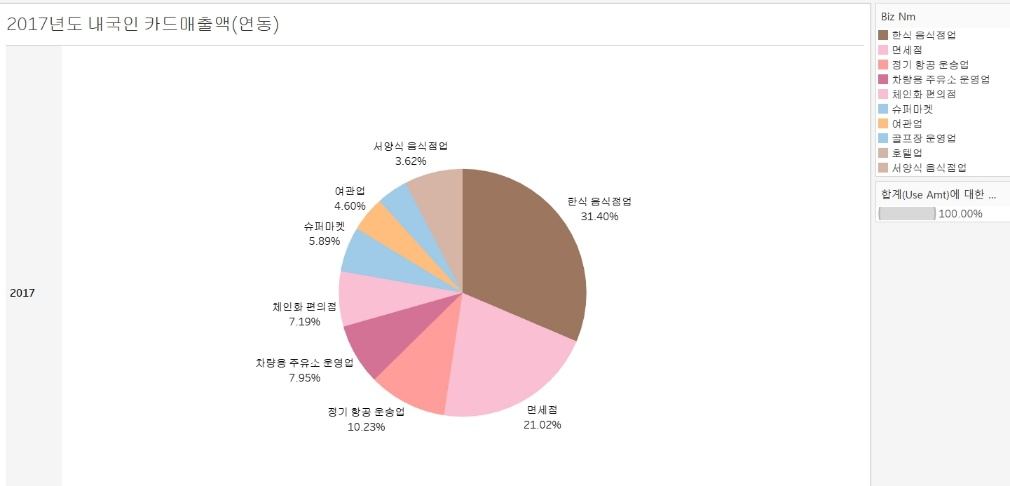 2017년도 내국인 카드매출액(연동)
2017
서양식 음식점업
3.62%
여관업
4.60%
슈퍼마켓
5.89%
체인화 편의점
7.19%
차량용 주유소 운영업
7.95%
정기 항공 운송업
10.23%
면세점
21.02%
한식 음식점업
31.40%
Biz Nm
한식 음식점업
면세점
정기 항공 운송업
차량용 주유소 운영업
체인화 편의점
슈퍼마켓
여관업
골프장 운영업
호텔업
서양식 음식점업
합계(Use Amt)에 대한 ...
100.00%